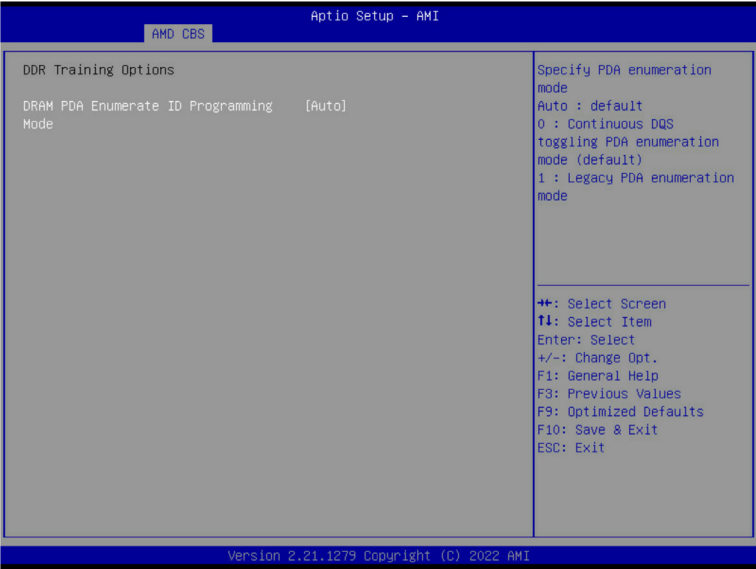 Aptio Setup – AMI
AMD CBS
DDR Training Options
DRAM PDA Enumerate ID Programming [Auto]
Mode
Specify PDA enumeration
mode
Auto : default
0 : Continuous DQS
toggling PDA enumeration
mode (default)
1 : Legacy PDA enumeration
mode
→←: Select Screen
↑↓: Select Item
Enter: Select
+/-: Change Opt.
F1: General Help
F3: Previous Values
F9: Optimized Defaults
F10: Save & Exit
ESC: Exit
Version 2.21.1279 Copyright (C) 2022 AMI